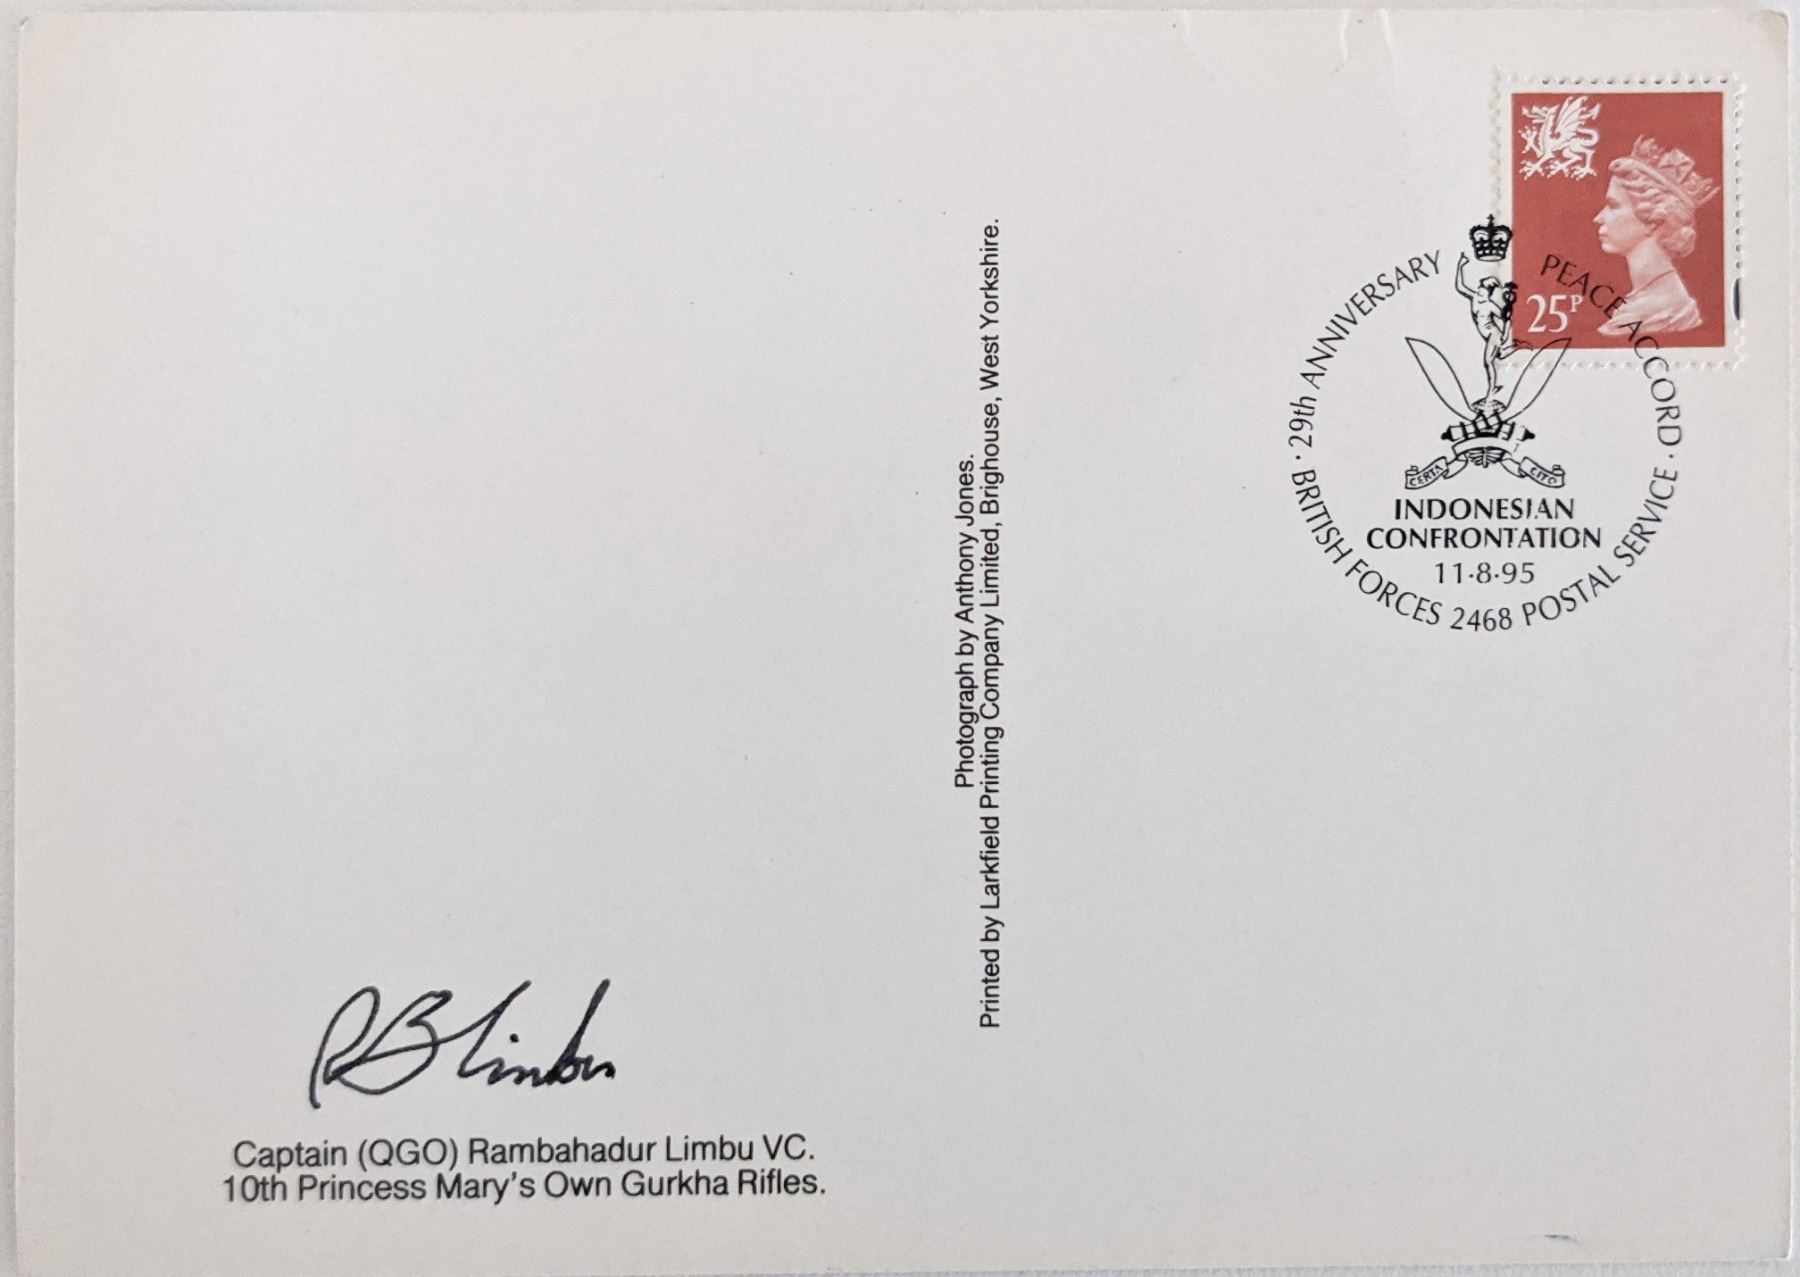 25P
· 29th ANNIVERSARY PEACE ACCORD ·
CERTA CITO
INDONESIAN
CONFRONTATION
11·8·95
BRITISH FORCES 2468 POSTAL SERVICE
Photograph by Anthony Jones.
Printed by Larkfield Printing Company Limited, Brighouse, West Yorkshire.
RBLimbu
Captain (QGO) Rambahadur Limbu VC.
10th Princess Mary's Own Gurkha Rifles.